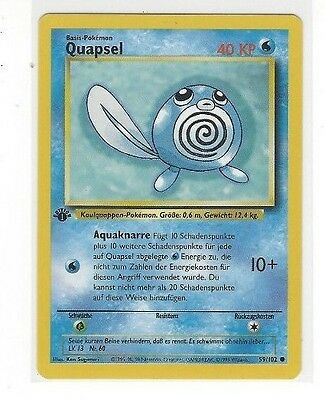 Basis-Pokémon
Quapsel 40 KP
1
Kaulquappen-Pokémon. Größe: 0,6 m, Gewicht: 12,4 kg.
Aquaknarre Fügt 10 Schadenspunkte
plus 10 weitere Schadenspunkte für jede
auf Quapsel abgelegte Energie zu, die
nicht zum Zahlen der Energiekosten für
diesen Angriff dient. Du
kannst nicht mehr als 20 Schadenspunkte
auf diese Weise hinzufügen.
10+
Schwäche Resistenz Rückzugskosten
Seine kurzen Beine verhindern, daß es rennt. Es schwimmt ohnehin lieber.
LV. 13 Nr. 60
Illus. Ken Sugimori
59/102